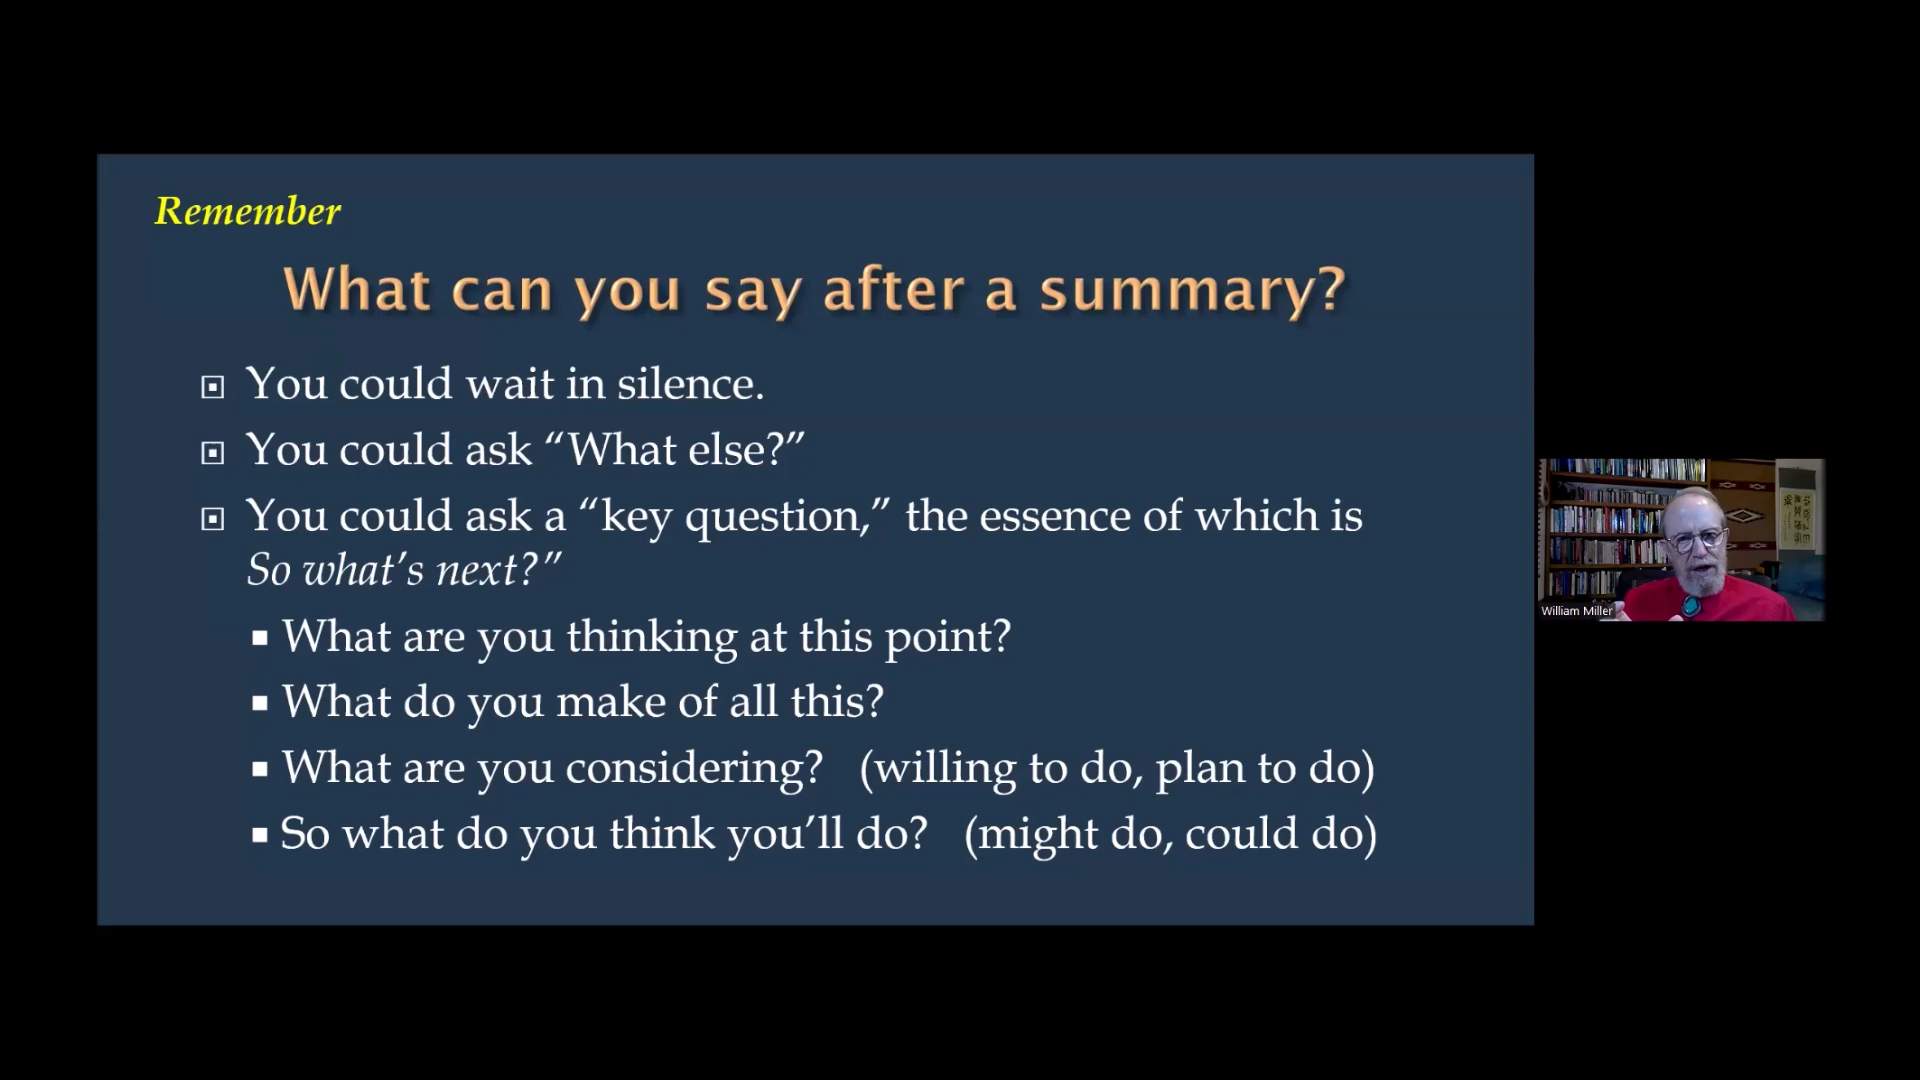 Remember
What can you say after a summary?
You could wait in silence.
You could ask “What else?”
You could ask a “key question,” the essence of which is
So what’s next?”
What are you thinking at this point?
What do you make of all this?
What are you considering? (willing to do, plan to do)
So what do you think you’ll do? (might do, could do)
William Miller